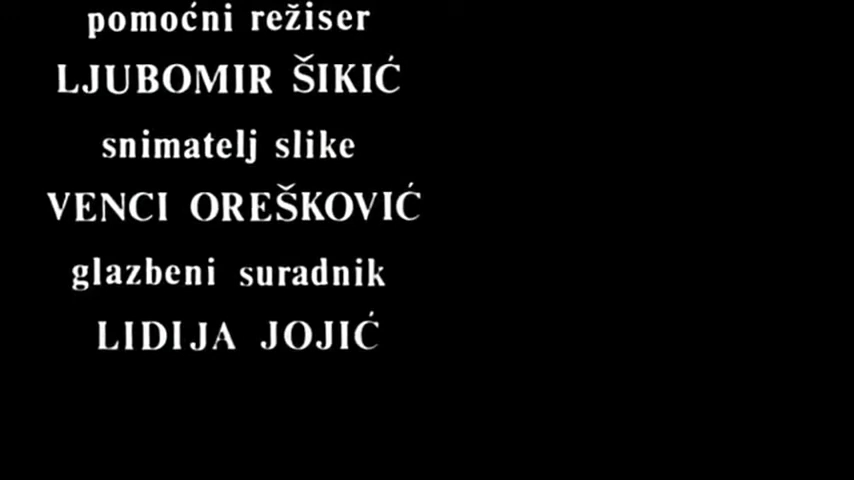 pomoćni režiser
LJUBOMIR ŠIKIĆ
snimatelj slike
VENCI OREŠKOVIĆ
glazbeni suradnik
LIDIJA JOJIĆ